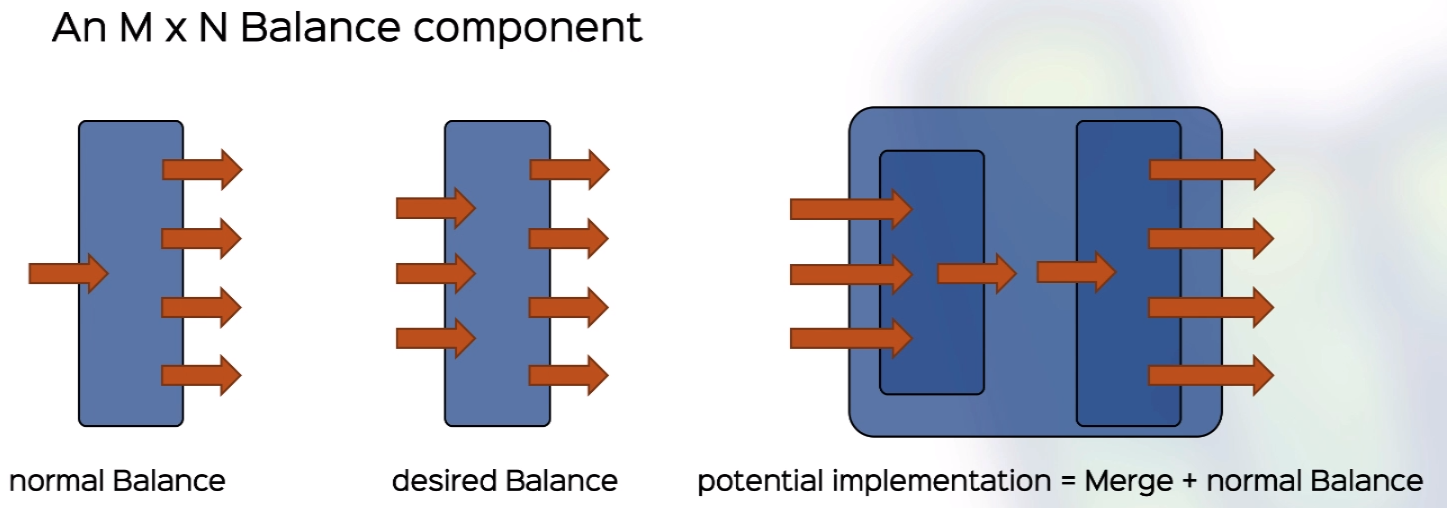 An M x N Balance component
normal Balance
desired Balance
potential implementation = Merge + normal Balance